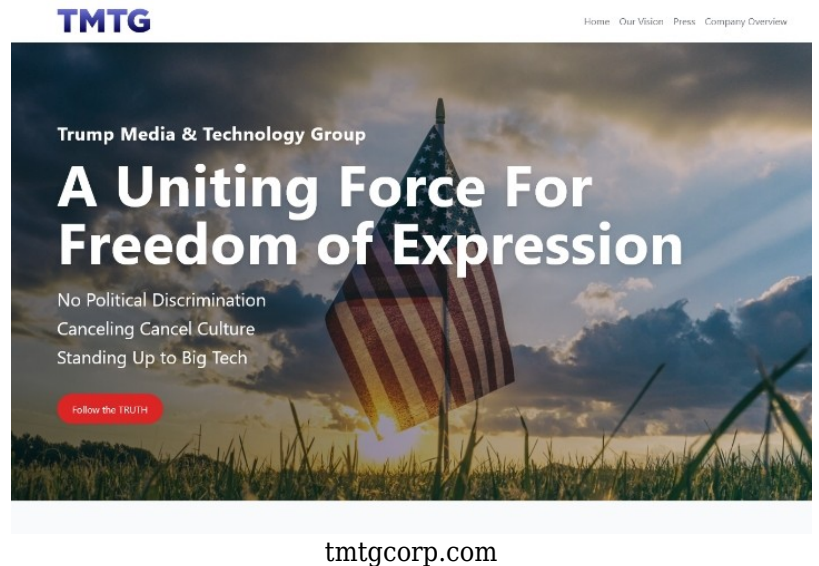 TMTG
Home Our Vision Press Company Overview
Trump Media & Technology Group
A Uniting Force For
Freedom of Expression
No Political Discrimination
Canceling Cancel Culture
Standing Up to Big Tech
Follow the TRUTH
tmtgcorp.com